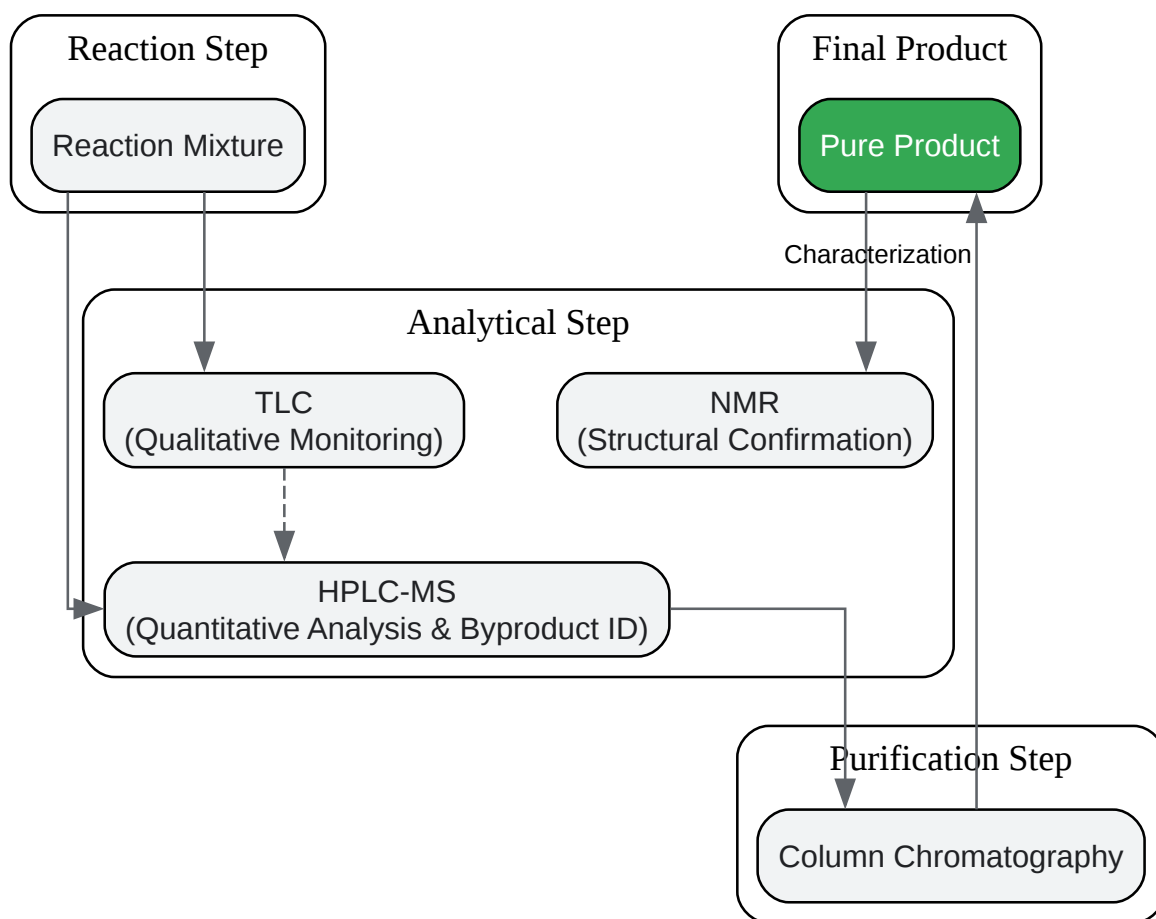 Reaction Step
Final Product
Reaction Mixture
Pure Product
Characterization
Analytical Step
TLC
(Qualitative Monitoring)
NMR
(Structural Confirmation)
HPLC-MS
(Quantitative Analysis & Byproduct ID)
Purification Step
Column Chromatography